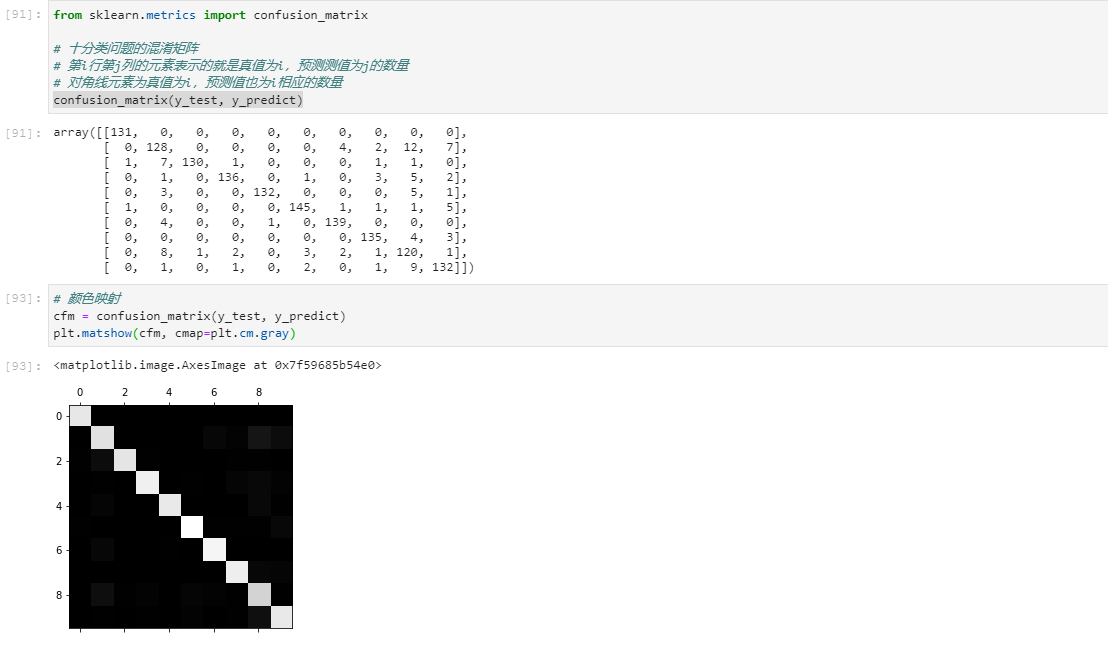 [91]: from sklearn.metrics import confusion_matrix
# 十分类问题的混淆矩阵
# 第i行第j列的元素表示的就是真值为i，预测测值为j的数量
# 对角线元素为真值为i，预测值也为i相应的数量
confusion_matrix(y_test, y_predict)
[91]: array([[131, 0, 0, 0, 0, 0, 0, 0, 0, 0],
[ 0, 128, 0, 0, 0, 0, 4, 2, 12, 7],
[ 1, 7, 130, 1, 0, 0, 0, 1, 1, 0],
[ 0, 1, 0, 136, 0, 1, 0, 3, 5, 2],
[ 0, 3, 0, 0, 132, 0, 0, 0, 5, 1],
[ 1, 0, 0, 0, 0, 145, 1, 1, 1, 5],
[ 0, 4, 0, 0, 1, 0, 139, 0, 0, 0],
[ 0, 0, 0, 0, 0, 0, 0, 135, 4, 3],
[ 0, 8, 1, 2, 0, 3, 2, 1, 120, 1],
[ 0, 1, 0, 1, 0, 2, 0, 1, 9, 132]])
[93]: # 颜色映射
cfm = confusion_matrix(y_test, y_predict)
plt.matshow(cfm, cmap=plt.cm.gray)
[93]: <matplotlib.image.AxesImage at 0x7f59685b54e0>
0 2 4 6 8
0
2
4
6
8